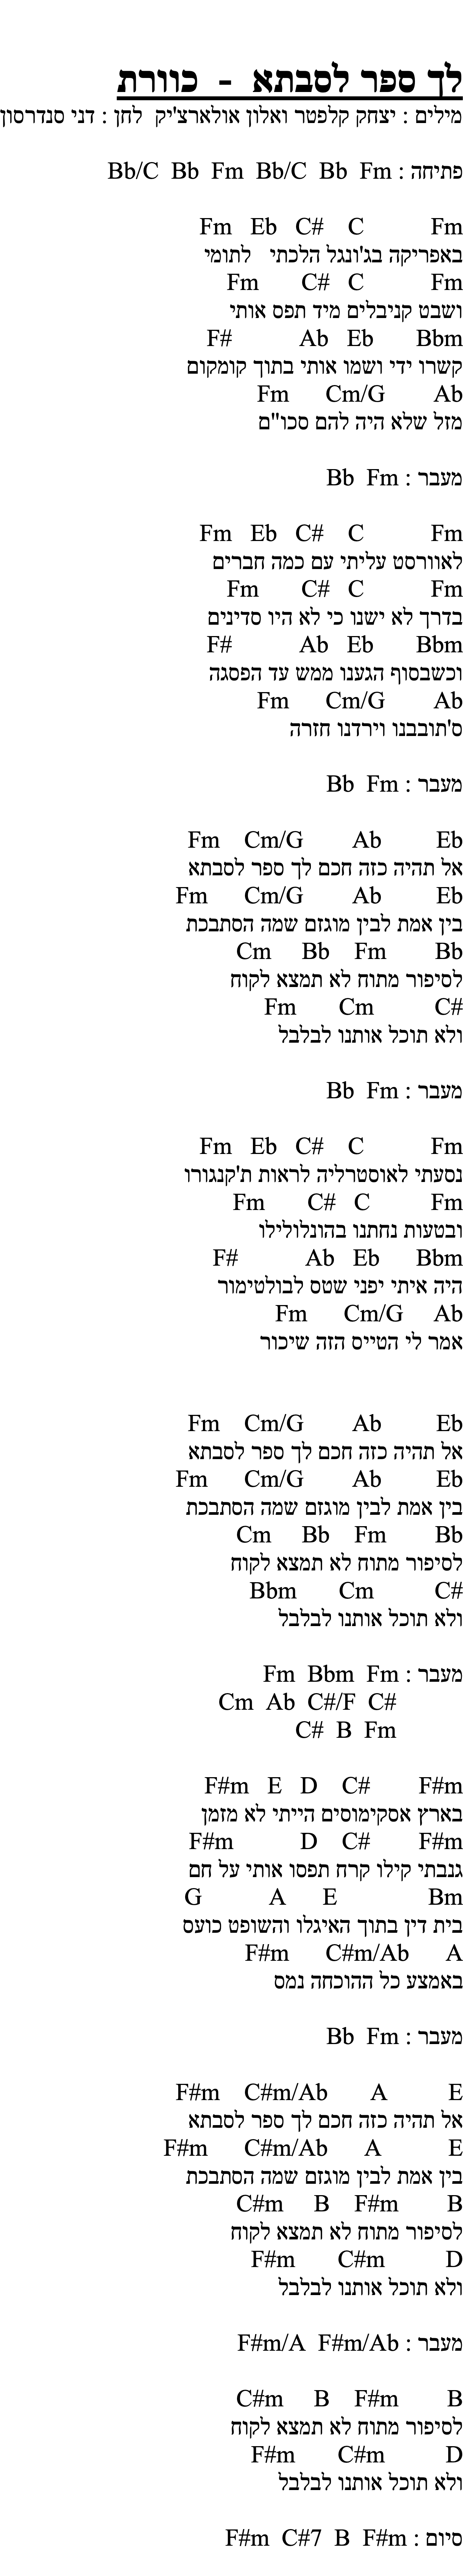 לך ספר לסבתא - כוורת
מילים : יצחק קלפטר ואלון אולארצ'יק לחן : דני סנדרסון
פתיחה : Bb/C Bb Fm Bb/C Bb Fm
Fm Eb C# C Fm
באפריקה בג'ונגל הלכתי לתומי
Fm C# C Fm
ושבט קניבלים מיד תפס אותי
F# Ab Eb Bbm
קשרו ידי ושמו אותי בתוך קומקום
Fm Cm/G Ab
מזל שלא היה להם סכו"ם
מעבר : Bb Fm
Fm Eb C# C Fm
לאוורסט עליתי עם כמה חברים
Fm C# C Fm
בדרך לא ישנו כי לא היו סדינים
F# Ab Eb Bbm
וכשבסוף הגענו ממש עד הפסגה
Fm Cm/G Ab
ס'תובבנו וירדנו חזרה
מעבר : Bb Fm
Fm Cm/G Ab Eb
אל תהיה כזה חכם לך ספר לסבתא
Fm Cm/G Ab Eb
בין אמת לבין מוגזם שמה הסתבכת
Cm Bb Fm Bb
לסיפור מתוח לא תמצא לקוח
Fm Cm C#
ולא תוכל אותנו לבלבל
מעבר : Bb Fm
Fm Eb C# C Fm
נסעתי לאוסטרליה לראות ת'קנגורו
Fm C# C Fm
ובטעות נחתנו בהונלולילו
F# Ab Eb Bbm
היה איתי יפני שטס לבולטימור
Fm Cm/G Ab
אמר לי הטייס הזה שיכור
Fm Cm/G Ab Eb
אל תהיה כזה חכם לך ספר לסבתא
Fm Cm/G Ab Eb
בין אמת לבין מוגזם שמה הסתבכת
Cm Bb Fm Bb
לסיפור מתוח לא תמצא לקוח
Bbm Cm C#
ולא תוכל אותנו לבלבל
מעבר : Fm Bbm Fm
Cm Ab C#/F C#
C# B Fm
F#m E D C# F#m
בארץ אסקימוסים הייתי לא מזמן
F#m D C# F#m
גנבתי קילו קרח תפסו אותי על חם
G A E Bm
בית דין בתוך האיגלו והשופט כועס
F#m C#m/Ab A
באמצע כל ההוכחה נמס
מעבר : Bb Fm
F#m C#m/Ab A E
אל תהיה כזה חכם לך ספר לסבתא
F#m C#m/Ab A E
בין אמת לבין מוגזם שמה הסתבכת
C#m B F#m B
לסיפור מתוח לא תמצא לקוח
F#m C#m D
ולא תוכל אותנו לבלבל
מעבר : F#m/A F#m/Ab
C#m B F#m B
לסיפור מתוח לא תמצא לקוח
F#m C#m D
ולא תוכל אותנו לבלבל
סיום : F#m C#7 B F#m